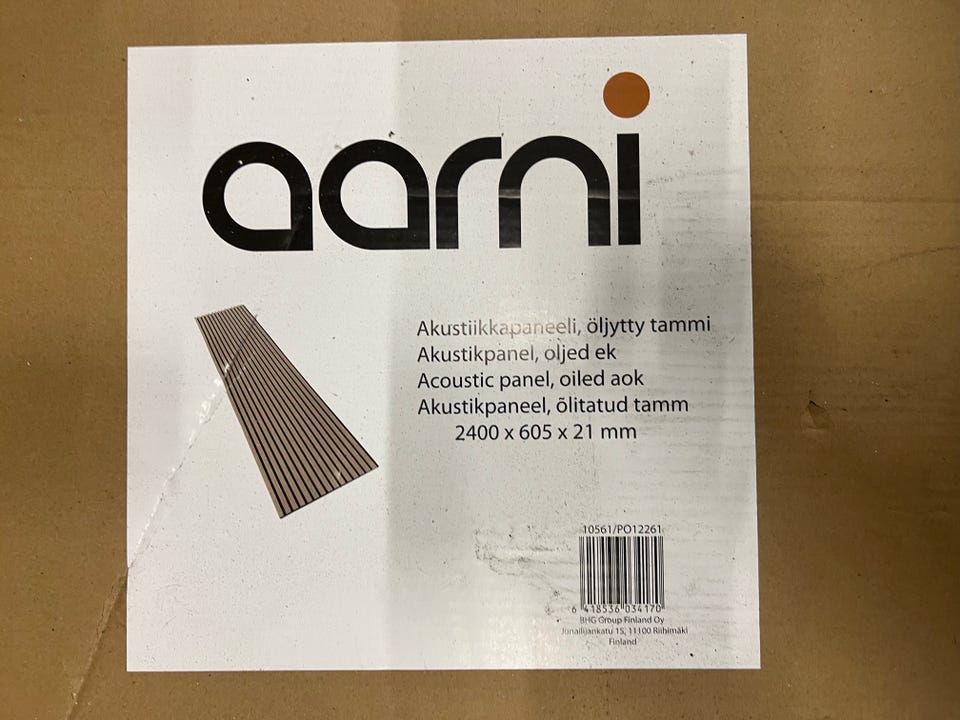 aarni
Akustiikkapaneeli, öljytty tammi
Akustikpanel, oljed ek
Acoustic panel, oiled aok
Akustikpaneel, õlitatud tamm
2400 x 605 x 21 mm
10561/PO12261
6 418536 034170
BHG Group Finland Oy
Junailijankatu 15, 11100 Riihimäki
Finland